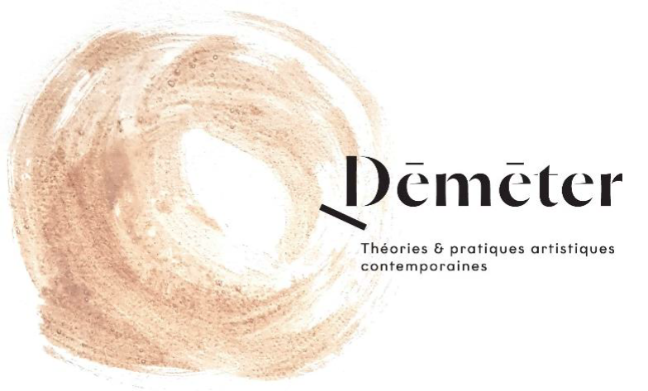 Dēmēter
Théories & pratiques artistiques
contemporaines